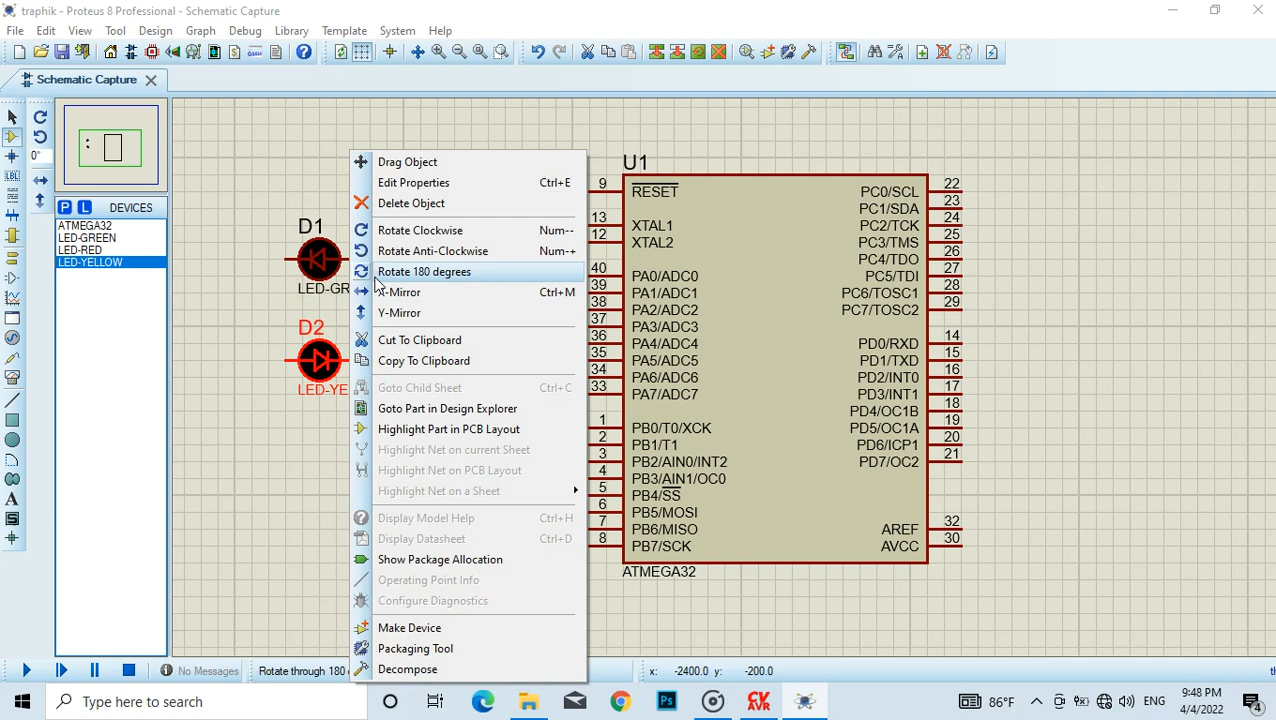 traphik - Proteus 8 Professional - Schematic Capture
File Edit View Tool Design Graph Debug Library Template System Help
Schematic Capture
0°
P L DEVICES
ATMEGA32
LED-GREEN
LED-RED
LED-YELLOW
LBL
A
D1
LED-GR
D2
LED-YE
Drag Object
Edit Properties Ctrl+E
Delete Object
Rotate Clockwise Num--
Rotate Anti-Clockwise Num-+
Rotate 180 degrees
X-Mirror Ctrl+M
Y-Mirror
Cut To Clipboard
Copy To Clipboard
Goto Child Sheet Ctrl+C
Goto Part in Design Explorer
Highlight Part in PCB Layout
Highlight Net on current Sheet
Highlight Net on PCB Layout
Highlight Net on a Sheet
Display Model Help Ctrl+H
Display Datasheet Ctrl+D
Show Package Allocation
Operating Point Info
Configure Diagnostics
Make Device
Packaging Tool
Decompose
U1
9 RESET PC0/SCL 22
PC1/SDA 23
13 XTAL1 PC2/TCK 24
12 XTAL2 PC3/TMS 25
PC4/TDO 26
40 PA0/ADC0 PC5/TDI 27
39 PA1/ADC1 PC6/TOSC1 28
38 PA2/ADC2 PC7/TOSC2 29
37 PA3/ADC3
36 PA4/ADC4 PD0/RXD 14
35 PA5/ADC5 PD1/TXD 15
34 PA6/ADC6 PD2/INT0 16
33 PA7/ADC7 PD3/INT1 17
PD4/OC1B 18
1 PB0/T0/XCK PD5/OC1A 19
2 PB1/T1 PD6/ICP1 20
3 PB2/AIN0/INT2 PD7/OC2 21
4 PB3/AIN1/OC0
5 PB4/SS
6 PB5/MOSI
7 PB6/MISO AREF 32
8 PB7/SCK AVCC 30
ATMEGA32
No Messages Rotate through 180 x: -2400.0 y: -200.0 th
Type here to search Ps CV AVR 86°F ENG 9:48 PM
4/4/2022 4